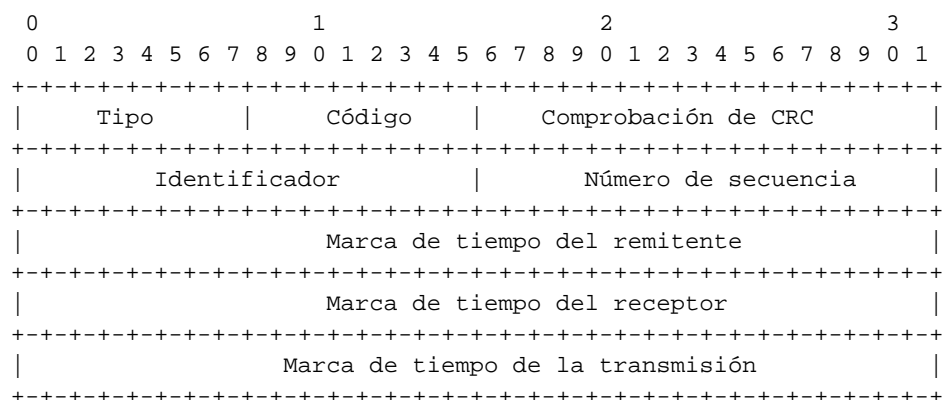 0                   1                   2                   3
0 1 2 3 4 5 6 7 8 9 0 1 2 3 4 5 6 7 8 9 0 1 2 3 4 5 6 7 8 9 0 1
+-+-+-+-+-+-+-+-+-+-+-+-+-+-+-+-+-+-+-+-+-+-+-+-+-+-+-+-+-+-+-+-+
| Tipo | Código | Comprobación de CRC |
+-+-+-+-+-+-+-+-+-+-+-+-+-+-+-+-+-+-+-+-+-+-+-+-+-+-+-+-+-+-+-+-+
| Identificador | Número de secuencia |
+-+-+-+-+-+-+-+-+-+-+-+-+-+-+-+-+-+-+-+-+-+-+-+-+-+-+-+-+-+-+-+-+
| Marca de tiempo del remitente |
+-+-+-+-+-+-+-+-+-+-+-+-+-+-+-+-+-+-+-+-+-+-+-+-+-+-+-+-+-+-+-+-+
| Marca de tiempo del receptor |
+-+-+-+-+-+-+-+-+-+-+-+-+-+-+-+-+-+-+-+-+-+-+-+-+-+-+-+-+-+-+-+-+
| Marca de tiempo de la transmisión |
+-+-+-+-+-+-+-+-+-+-+-+-+-+-+-+-+-+-+-+-+-+-+-+-+-+-+-+-+-+-+-+-+